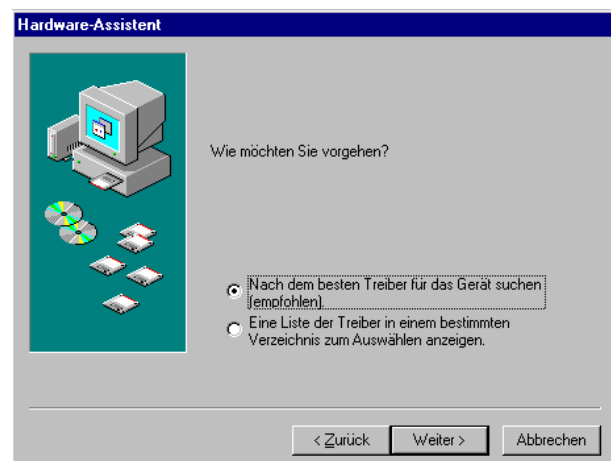 Hardware-Assistent
Wie möchten Sie vorgehen?
Nach dem besten Treiber für das Gerät suchen
(empfohlen).
Eine Liste der Treiber in einem bestimmten
Verzeichnis zum Auswählen anzeigen.
< Zurück Weiter > Abbrechen